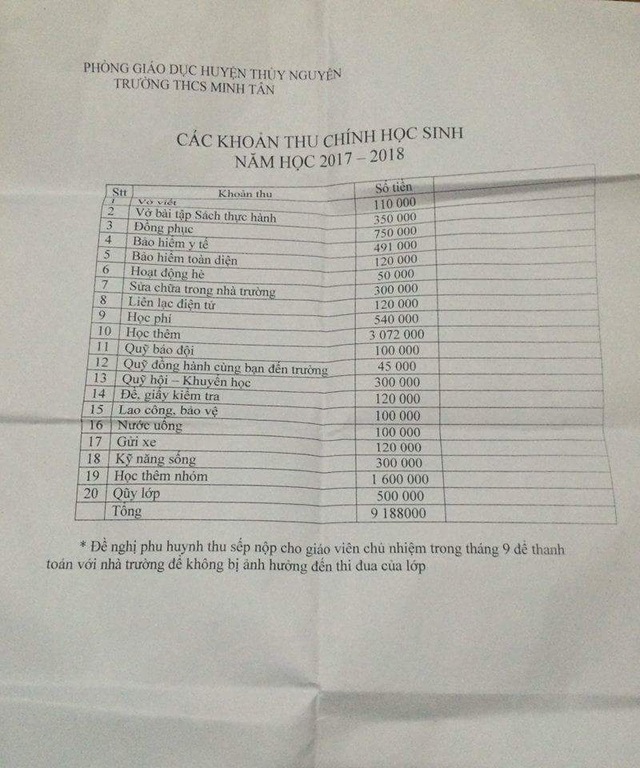 PHÒNG GIÁO DỤC HUYỆN THỦY NGUYÊN
TRƯỜNG THCS MINH TÂN
CÁC KHOẢN THU CHÍNH HỌC SINH
NĂM HỌC 2017 – 2018
Stt Khoản thu Số tiền
1 Vở viết 110 000
2 Vở bài tập Sách thực hành 350 000
3 Đồng phục 750 000
4 Bảo hiểm y tế 491 000
5 Bảo hiểm toàn diện 120 000
6 Hoạt động hè 50 000
7 Sửa chữa trong nhà trường 300 000
8 Liên lạc điện tử 120 000
9 Học phí 540 000
10 Học thêm 3 072 000
11 Quỹ báo đội 100 000
12 Quỹ đồng hành cùng bạn đến trường 45 000
13 Quỹ hội – Khuyên học 300 000
14 Đề, giấy kiểm tra 120 000
15 Lao công, bảo vệ 100 000
16 Nước uống 100 000
17 Gửi xe 120 000
18 Kỹ năng sống 300 000
19 Học thêm nhóm 1 600 000
20 Qũy lớp 500 000
Tổng 9 188000
* Đề nghị phu huynh thu sếp nộp cho giáo viên chủ nhiệm trong tháng 9 để thanh
toán với nhà trường để không bị ảnh hưởng đến thi đua của lớp